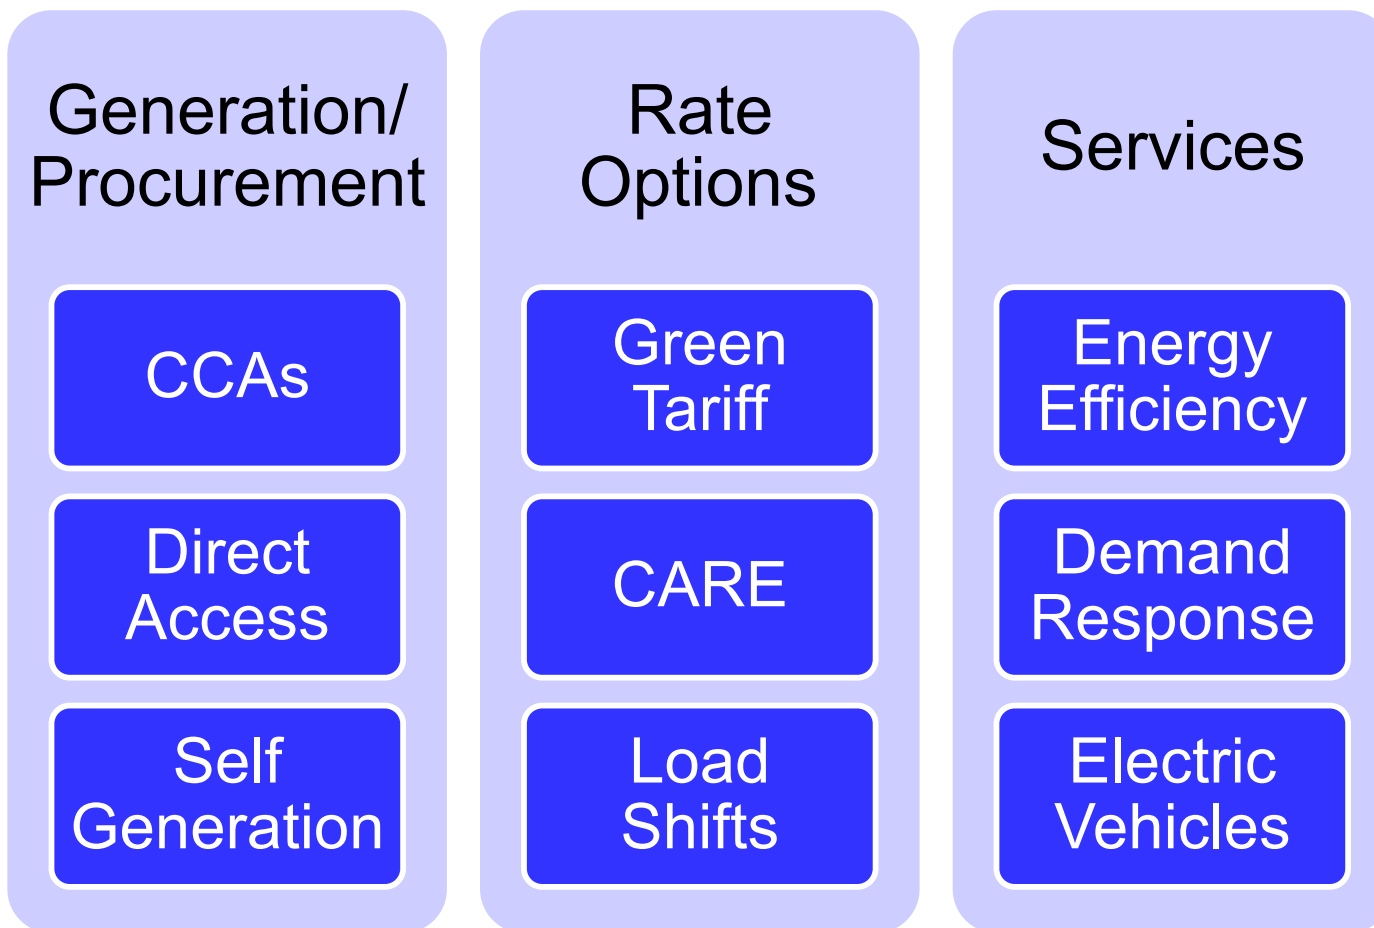 Generation/
Procurement
CCAs
Direct
Access
Self
Generation
Rate
Options
Green
Tariff
CARE
Load
Shifts
Services
Energy
Efficiency
Demand
Response
Electric
Vehicles